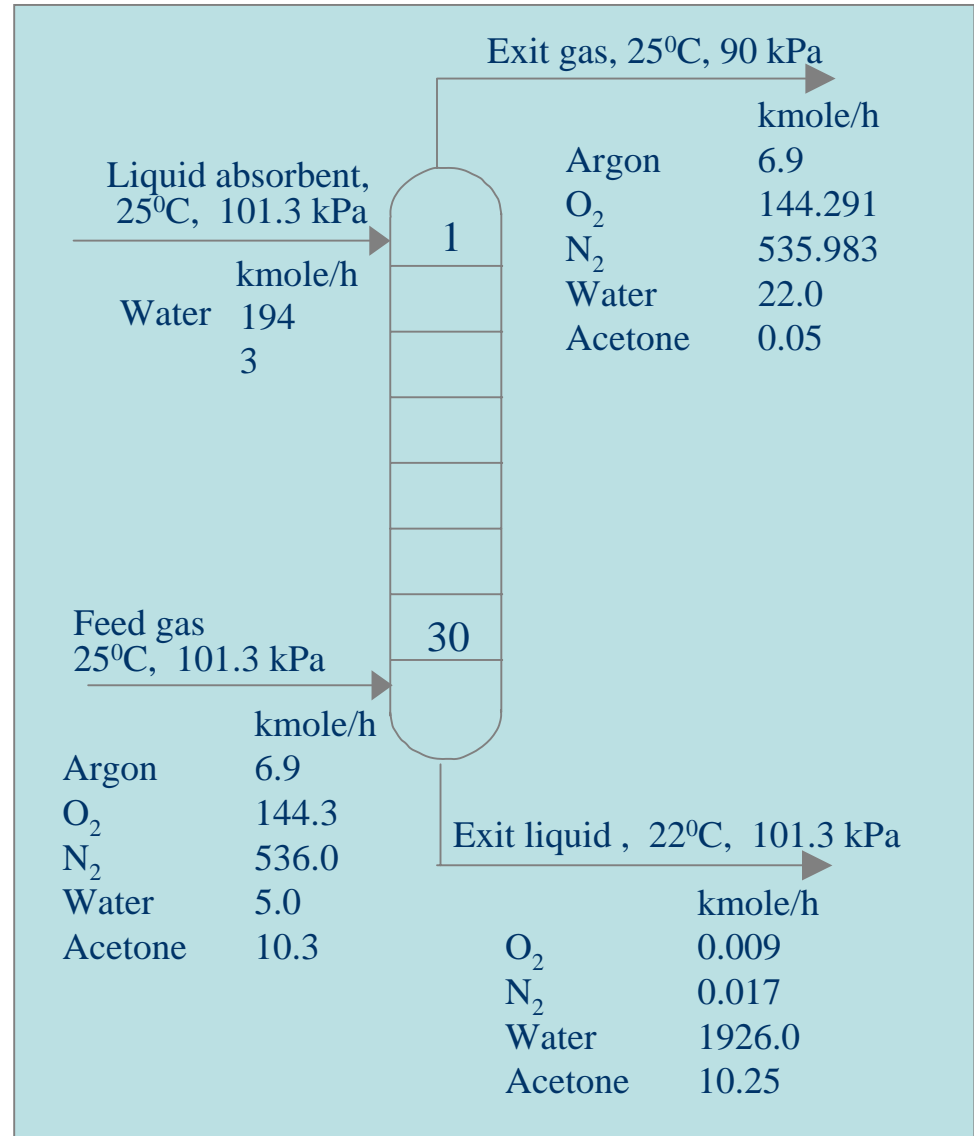 Exit gas, 25⁰C, 90 kPa
kmole/h
Argon 6.9
O₂ 144.291
N₂ 535.983
Water 22.0
Acetone 0.05
Liquid absorbent,
25⁰C, 101.3 kPa
kmole/h
Water 194
3
1
30
Feed gas
25⁰C, 101.3 kPa
kmole/h
Argon 6.9
O₂ 144.3
N₂ 536.0
Water 5.0
Acetone 10.3
Exit liquid , 22⁰C, 101.3 kPa
kmole/h
O₂ 0.009
N₂ 0.017
Water 1926.0
Acetone 10.25